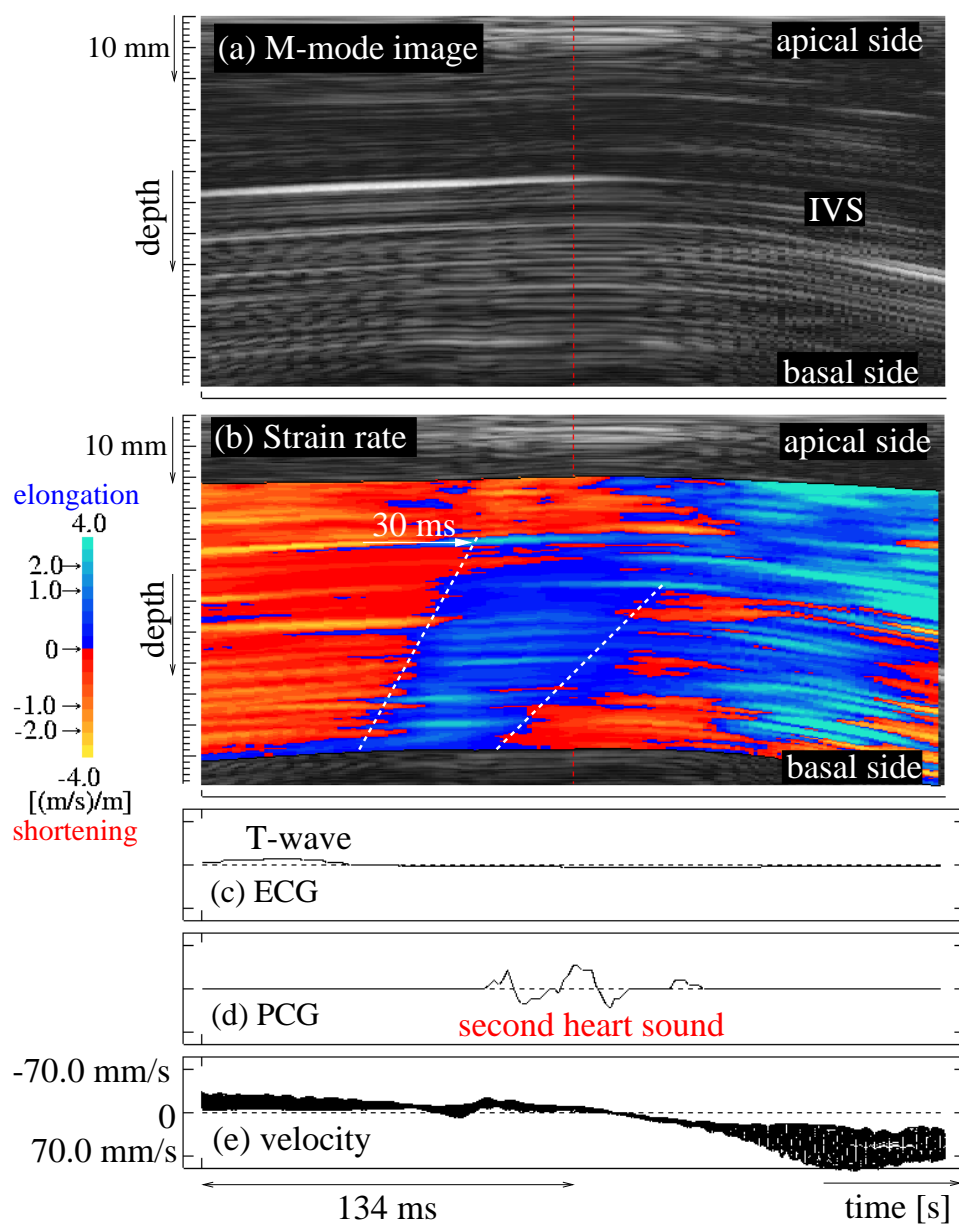 (a) M-mode image
apical side
10 mm
depth
IVS
basal side
(b) Strain rate
apical side
10 mm
elongation
4.0
30 ms
2.0
1.0
depth
0
-1.0
-2.0
-4.0
[(m/s)/m]
basal side
shortening
T-wave
(c) ECG
(d) PCG
second heart sound
-70.0 mm/s
0
(e) velocity
70.0 mm/s
134 ms
time [s]